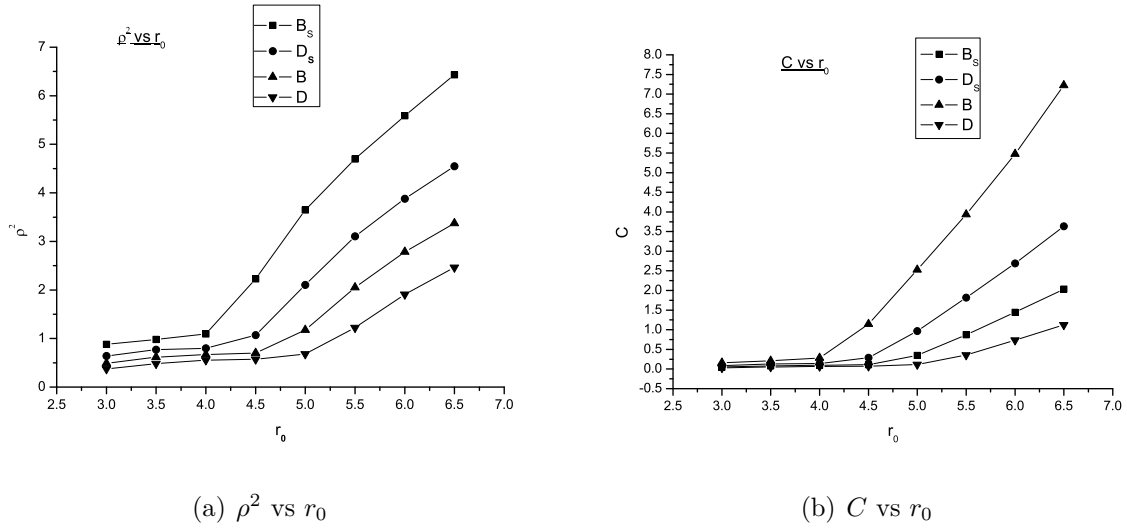 ρ² vs r₀
B_S
D_s
B
D
7
6
5
4
3
2
1
0
ρ²
2.5 3.0 3.5 4.0 4.5 5.0 5.5 6.0 6.5 7.0
r₀
(a) ρ² vs r₀
C vs r₀
B_S
D_S
B
D
8.0
7.5
7.0
6.5
6.0
5.5
5.0
4.5
4.0
3.5
3.0
2.5
2.0
1.5
1.0
0.5
0.0
-0.5
C
2.5 3.0 3.5 4.0 4.5 5.0 5.5 6.0 6.5 7.0
r₀
(b) C vs r₀